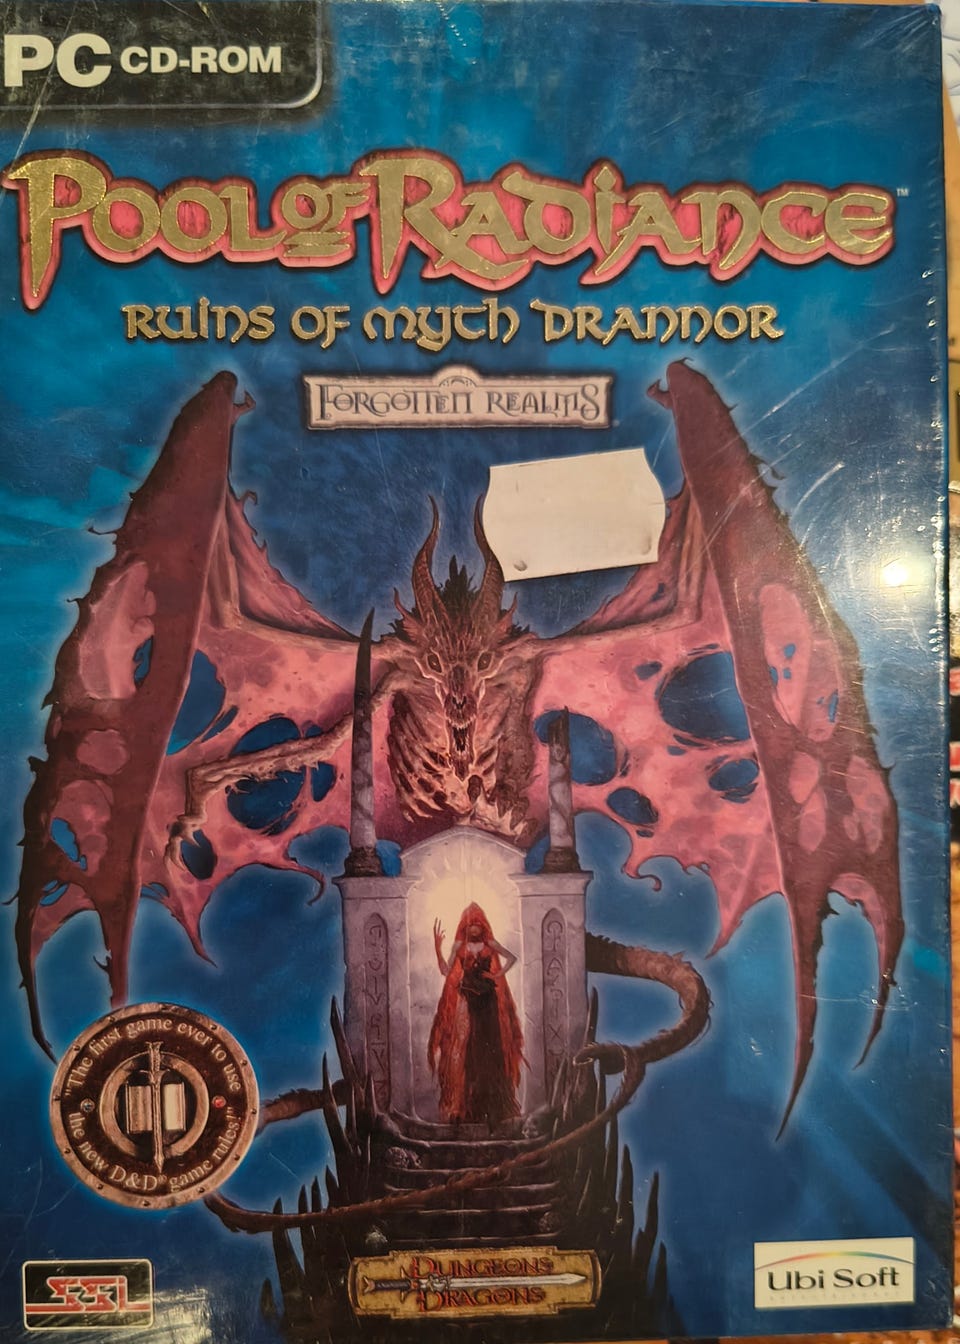 PC CD-ROM
POOL OF RADIANCE™
RUINS OF MYTH DRANNOR
FORGOTTEN REALMS
"The first game ever to use
the new D&D® game rules!"
SSI
DUNGEONS
DRAGONS
Ubi Soft